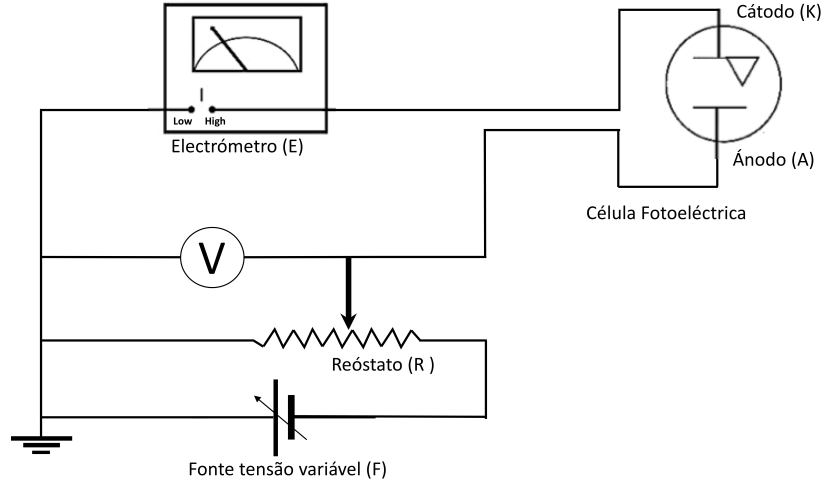 Cátodo (K)
Low High
Electrómetro (E)
Ánodo (A)
Célula Fotoeléctrica
V
Reóstato (R )
Fonte tensão variável (F)